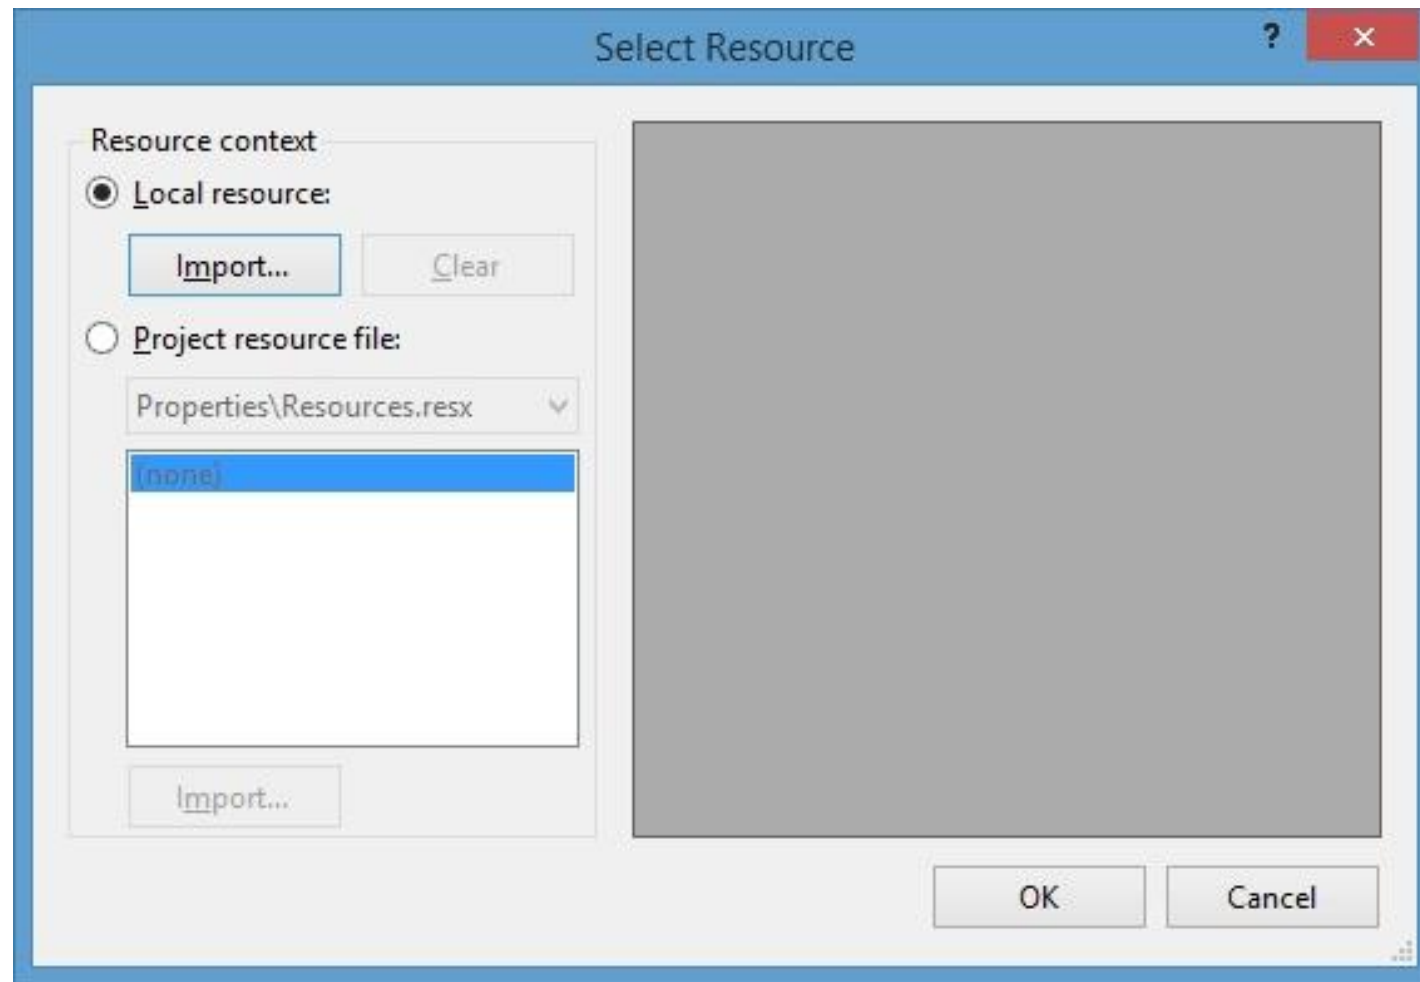 Select Resource
?
Resource context
Local resource:
Import...
Clear
Project resource file:
Properties\Resources.resx
(none)
Import...
OK
Cancel